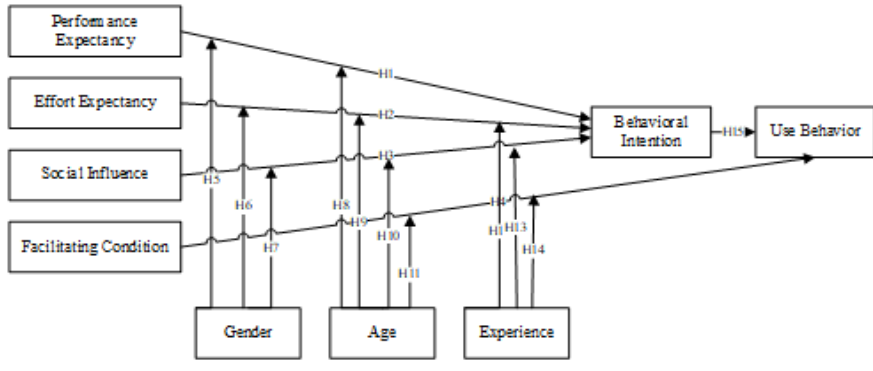 Performance
Expectancy
H1
Effort Expectancy
H2
Behavioral
Intention
H15
Use Behavior
Social Influence
H3
H5
H6
H7
H8
H9
H10
H4
H1
H13
H14
Facilitating Condition
H11
Gender
Age
Experience